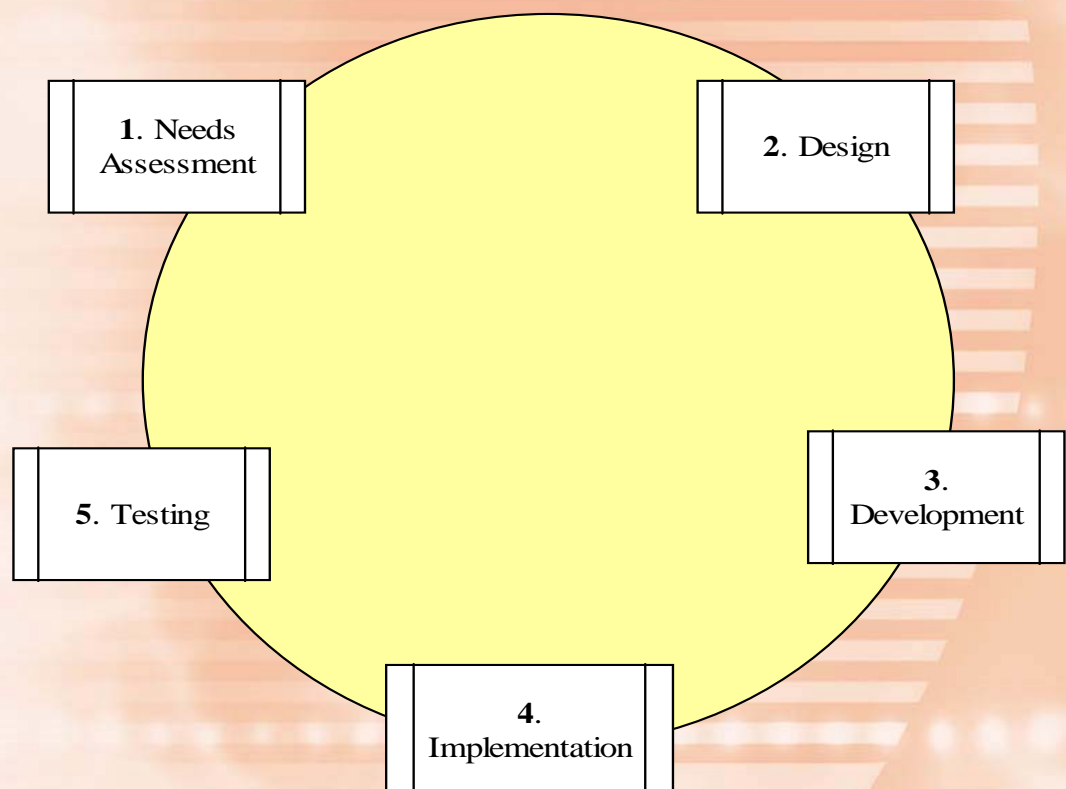 1. Needs
Assessment
2. Design
3.
Development
4.
Implementation
5. Testing